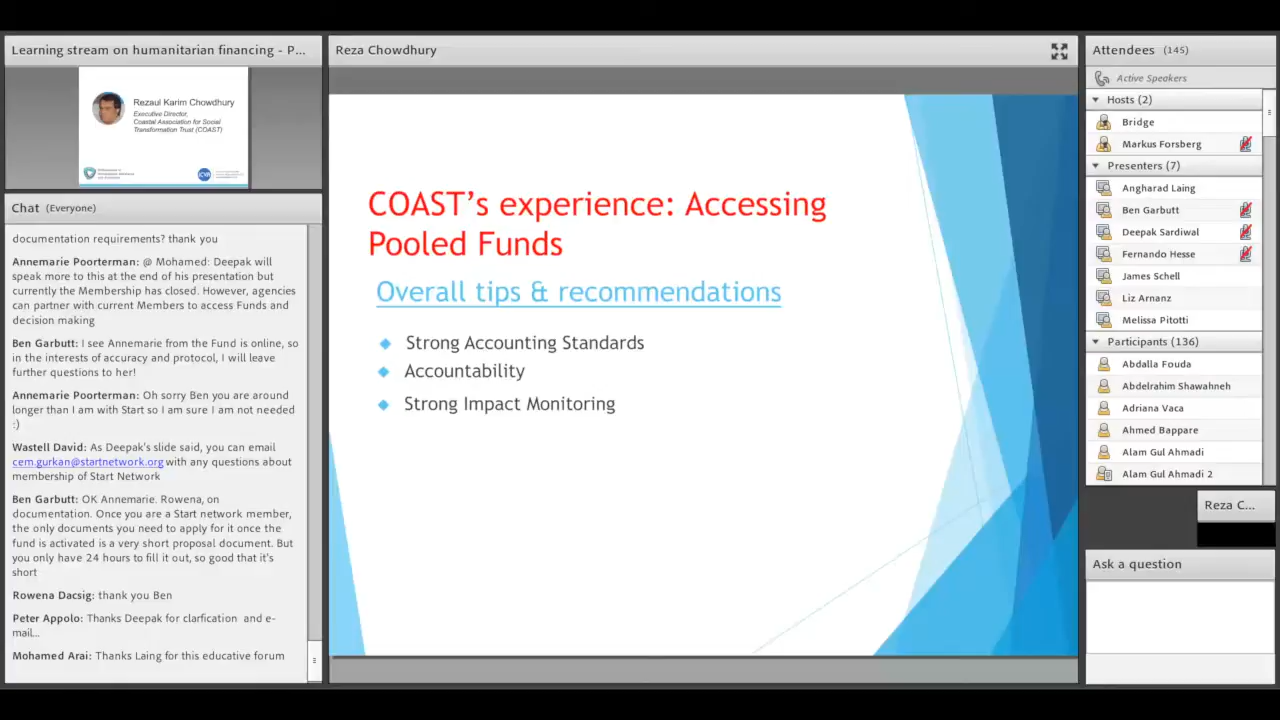 Learning stream on humanitarian financing - P...
Rezaul Karim Chowdhury
Executive Director,
Coastal Association for Social
Transformation Trust (COAST)
Chat (Everyone)
documentation requirements? thank you
Annemarie Poorterman: @ Mohamed: Deepak will
speak more to this at the end of his presentation but
currently the Membership has closed. However, agencies
can partner with current Members to access Funds and
decision making
Ben Garbutt: I see Annemarie from the Fund is online, so
in the interests of accuracy and protocol, I will leave
further questions to her!
Annemarie Poorterman: Oh sorry Ben you are around
longer than I am with Start so I am sure I am not needed
:)
Wastell David: As Deepak's slide said, you can email
cem.gurkan@startnetwork.org with any questions about
membership of Start Network
Ben Garbutt: OK Annemarie. Rowena, on
documentation. Once you are a Start network member,
the only documents you need to apply for it once the
fund is activated is a very short proposal document. But
you only have 24 hours to fill it out, so good that it's
short
Rowena Dacsig: thank you Ben
Peter Appolo: Thanks Deepak for clarfication and e-
mail...
Mohamed Arai: Thanks Laing for this educative forum
Reza Chowdhury
COAST's experience: Accessing
Pooled Funds
Overall tips & recommendations
Strong Accounting Standards
Accountability
Strong Impact Monitoring
Attendees (145)
Active Speakers
Hosts (2)
Bridge
Markus Forsberg
Presenters (7)
Angharad Laing
Ben Garbutt
Deepak Sardiwal
Fernando Hesse
James Schell
Liz Arnanz
Melissa Pitotti
Participants (136)
Abdalla Fouda
Abdelrahim Shawahneh
Adriana Vaca
Ahmed Bappare
Alam Gul Ahmadi
Alam Gul Ahmadi 2
Reza C...
Ask a question